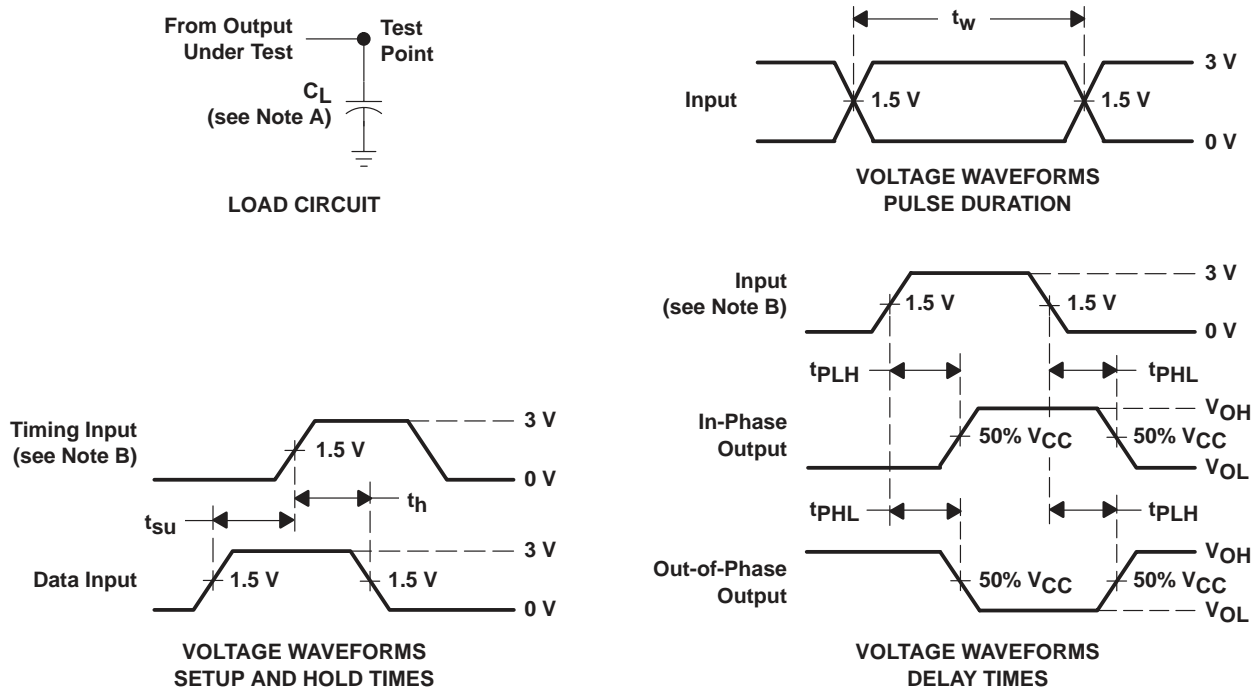 From Output
Under Test
Test
Point
CL
(see Note A)
LOAD CIRCUIT
tw
Input
1.5 V
1.5 V
3 V
0 V
VOLTAGE WAVEFORMS
PULSE DURATION
Timing Input
(see Note B)
1.5 V
3 V
0 V
th
tsu
Data Input
1.5 V
1.5 V
3 V
0 V
VOLTAGE WAVEFORMS
SETUP AND HOLD TIMES
Input
(see Note B)
1.5 V
1.5 V
3 V
0 V
tPLH
tPHL
In-Phase
Output
50% VCC
50% VCC
VOH
VOL
tPHL
tPLH
Out-of-Phase
Output
50% VCC
50% VCC
VOH
VOL
VOLTAGE WAVEFORMS
DELAY TIMES